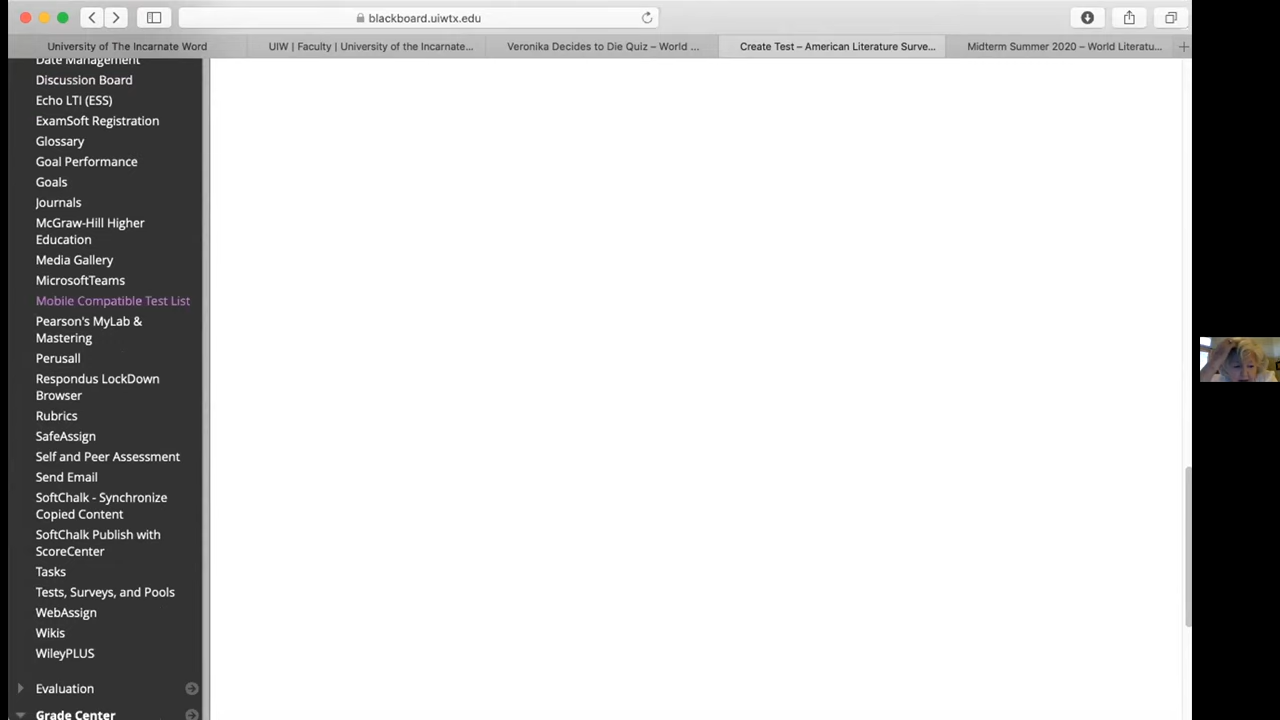 blackboard.uiwtx.edu
University of The Incarnate Word
UIW | Faculty | University of the Incarnate...
Veronika Decides to Die Quiz – World ...
Create Test – American Literature Surve...
Midterm Summer 2020 – World Literatu...
Date Management
Discussion Board
Echo LTI (ESS)
ExamSoft Registration
Glossary
Goal Performance
Goals
Journals
McGraw-Hill Higher
Education
Media Gallery
MicrosoftTeams
Mobile Compatible Test List
Pearson's MyLab &
Mastering
Perusall
Respondus LockDown
Browser
Rubrics
SafeAssign
Self and Peer Assessment
Send Email
SoftChalk - Synchronize
Copied Content
SoftChalk Publish with
ScoreCenter
Tasks
Tests, Surveys, and Pools
WebAssign
Wikis
WileyPLUS
Evaluation
Grade Center